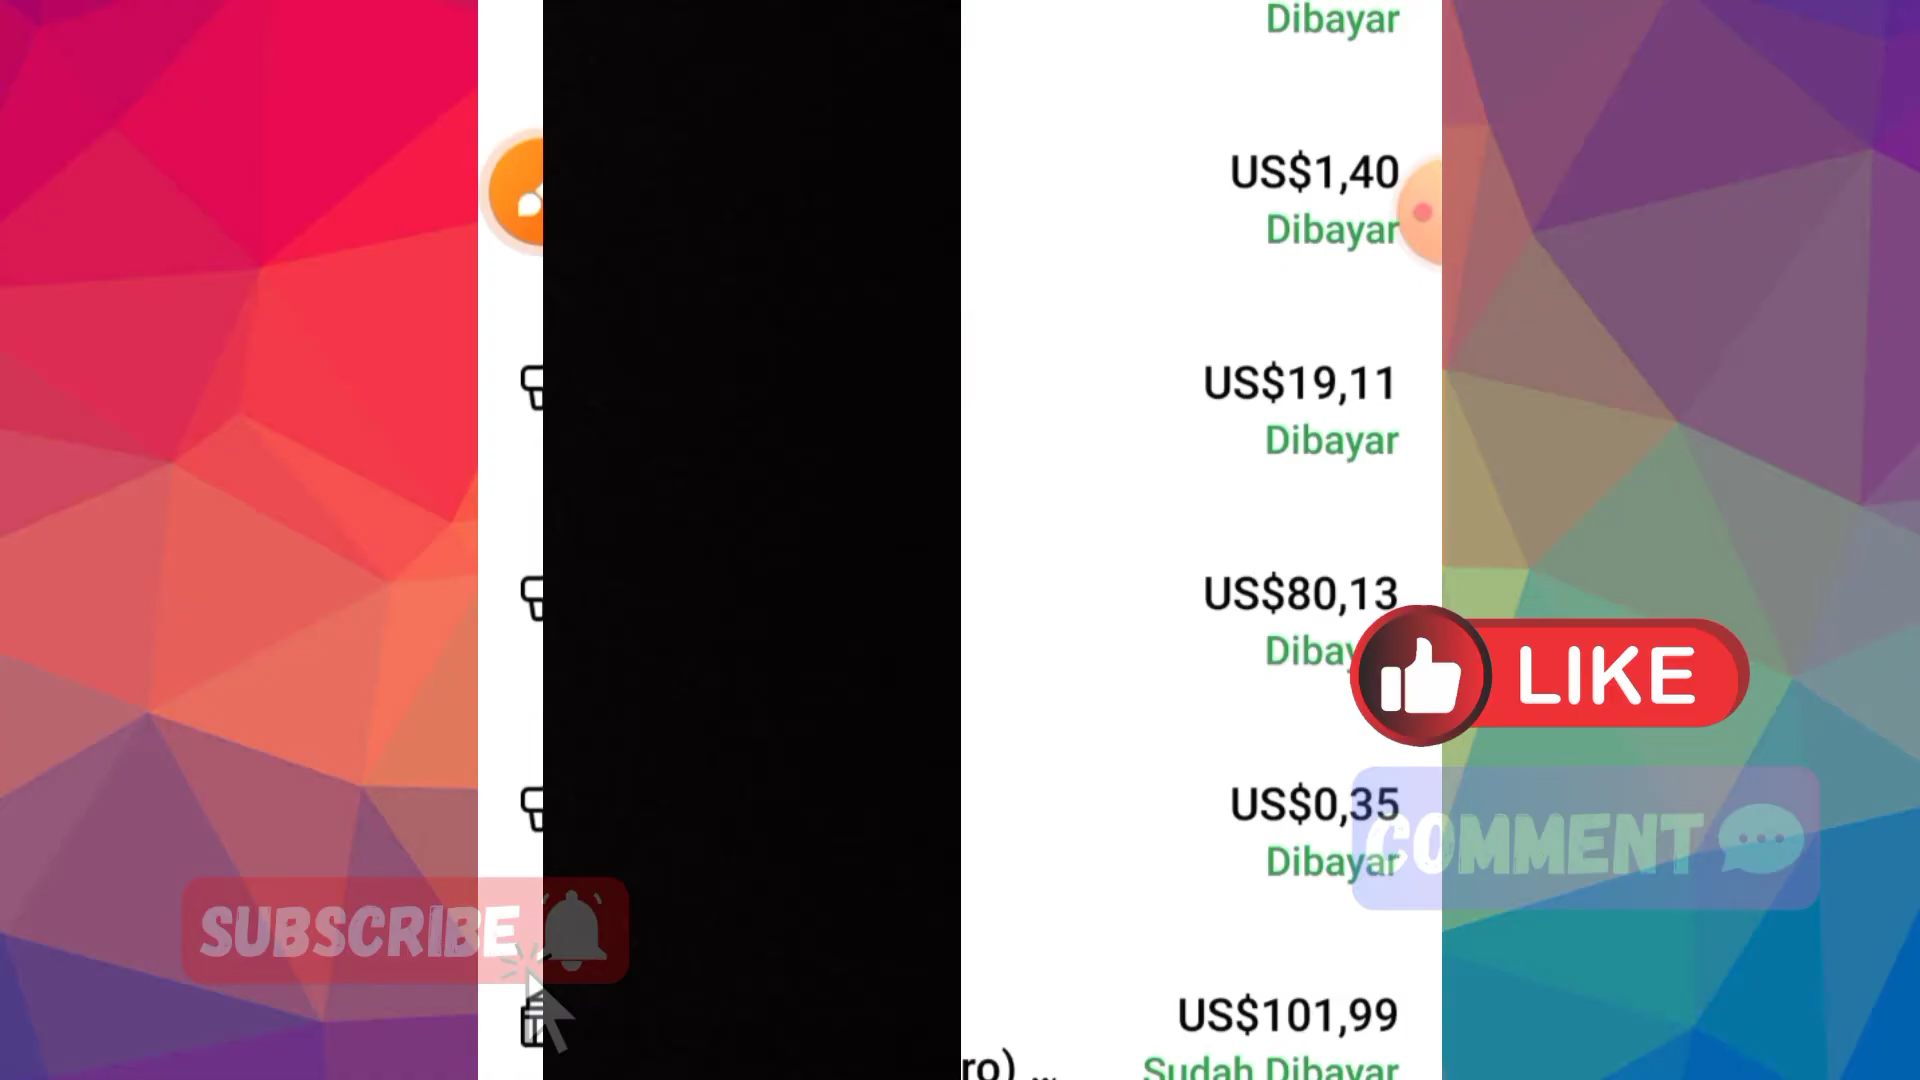 Dibayar
US$1,40
Dibayar
US$19,11
Dibayar
US$80,13
Dibay
LIKE
US$0,35
COMMENT
Dibayar
SUBSCRIBE
US$101,99
ro) ...
Sudah Dibayar